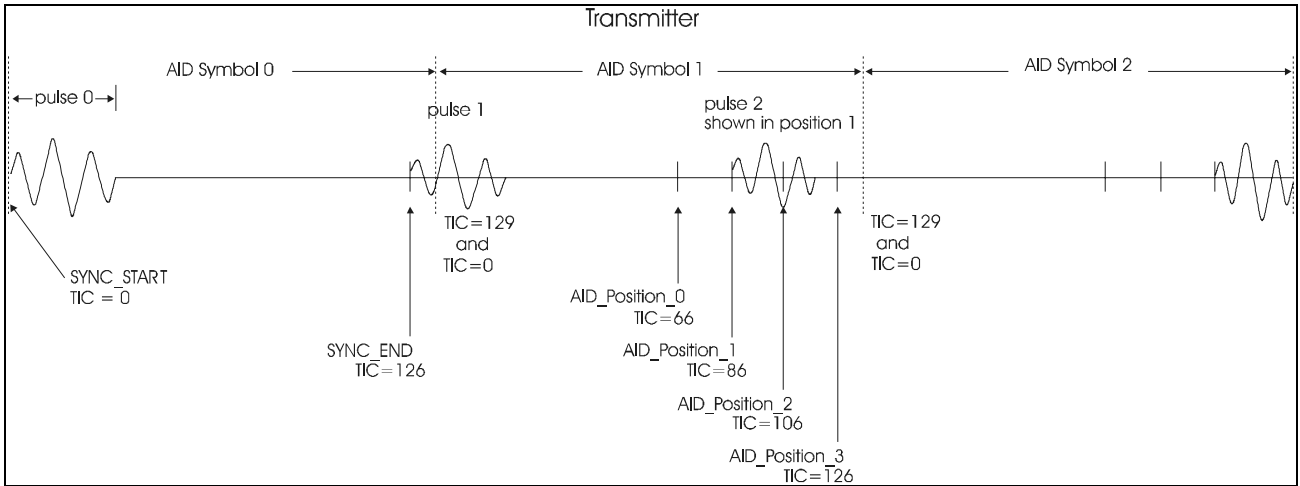 Transmitter
AID Symbol 0
AID Symbol 1
AID Symbol 2
pulse 0
pulse 1
pulse 2
shown in position 1
TIC=129
and
TIC=0
TIC=129
and
TIC=0
SYNC_START
TIC = 0
AID_Position_0
TIC=66
SYNC_END
TIC=126
AID_Position_1
TIC=86
AID_Position_2
TIC=106
AID_Position_3
TIC=126